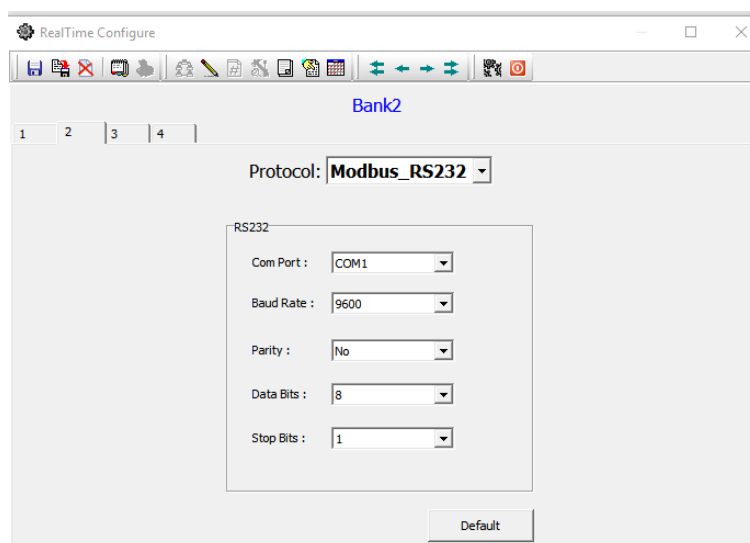 RealTime Configure
Bank2
1 2 3 4
Protocol: Modbus_RS232
RS232
Com Port : COM1
Baud Rate : 9600
Parity : No
Data Bits : 8
Stop Bits : 1
Default